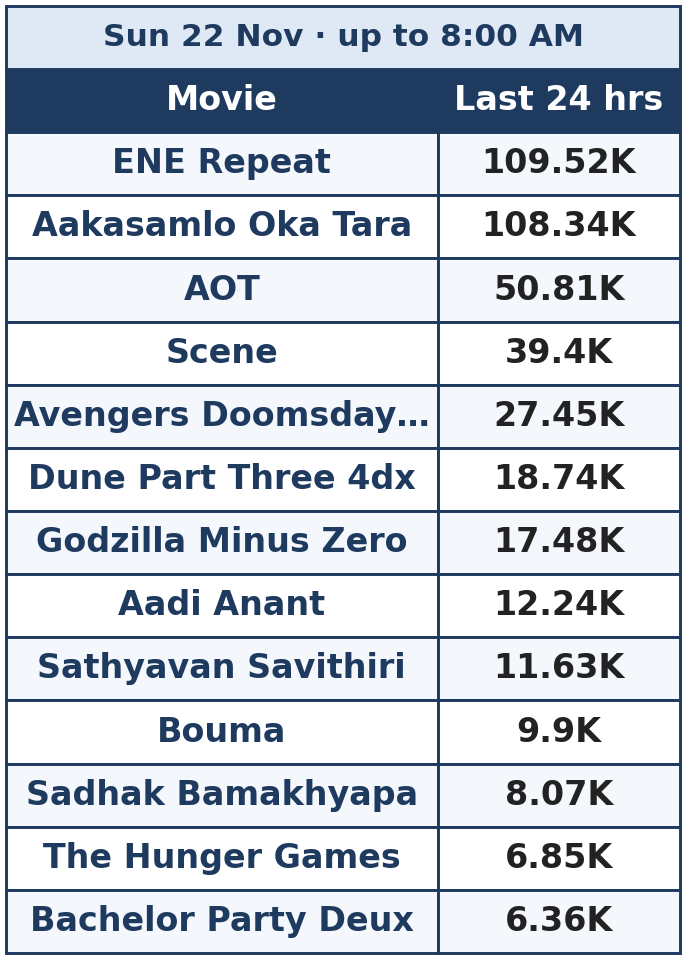 Sun 22 Nov · up to 8:00 AM
Movie Last 24 hrs
ENE Repeat 109.52K
Aakasamlo Oka Tara 108.34K
AOT 50.81K
Scene 39.4K
Avengers Doomsday... 27.45K
Dune Part Three 4dx 18.74K
Godzilla Minus Zero 17.48K
Aadi Anant 12.24K
Sathyavan Savithiri 11.63K
Bouma 9.9K
Sadhak Bamakhyapa 8.07K
The Hunger Games 6.85K
Bachelor Party Deux 6.36K